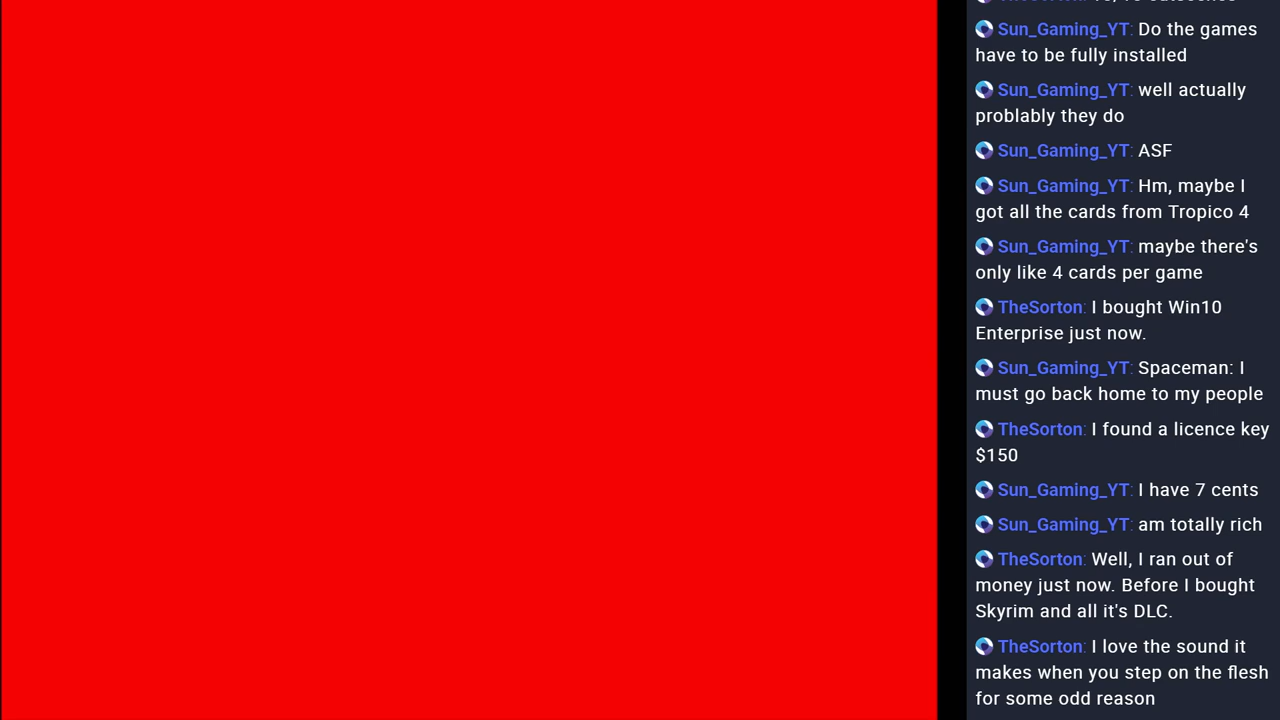 Sun_Gaming_YT: Do the games
have to be fully installed
Sun_Gaming_YT: well actually
problably they do
Sun_Gaming_YT: ASF
Sun_Gaming_YT: Hm, maybe I
got all the cards from Tropico 4
Sun_Gaming_YT: maybe there's
only like 4 cards per game
TheSorton: I bought Win10
Enterprise just now.
Sun_Gaming_YT: Spaceman: I
must go back home to my people
TheSorton: I found a licence key
$150
Sun_Gaming_YT: I have 7 cents
Sun_Gaming_YT: am totally rich
TheSorton: Well, I ran out of
money just now. Before I bought
Skyrim and all it's DLC.
TheSorton: I love the sound it
makes when you step on the flesh
for some odd reason